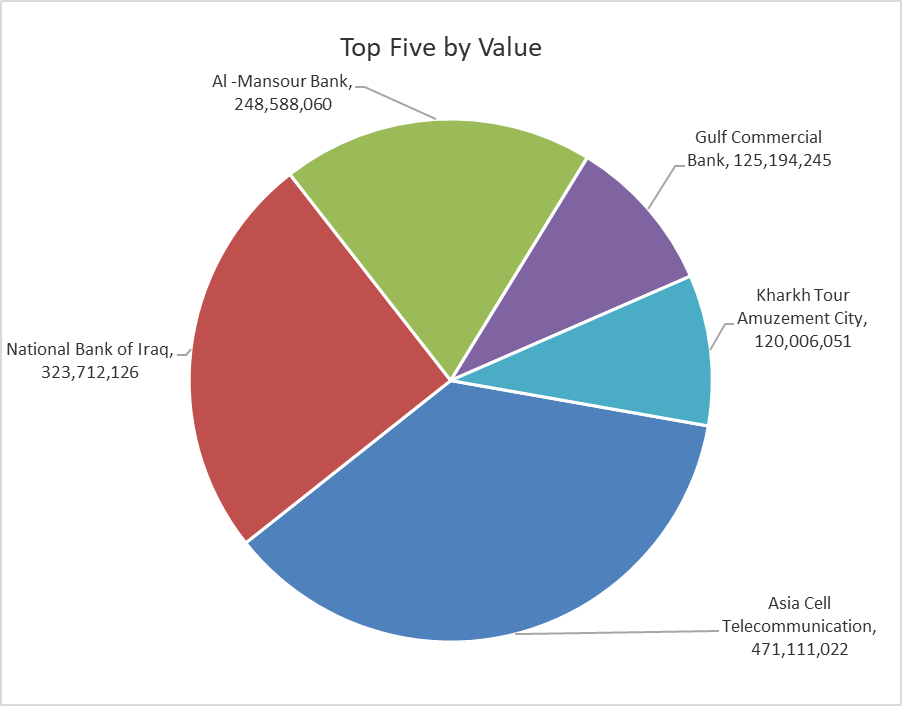 Top Five by Value
Al -Mansour Bank,
248,588,060
Gulf Commercial
Bank, 125,194,245
Kharkh Tour
Amuzement City,
120,006,051
National Bank of Iraq,
323,712,126
Asia Cell
Telecommunication,
471,111,022